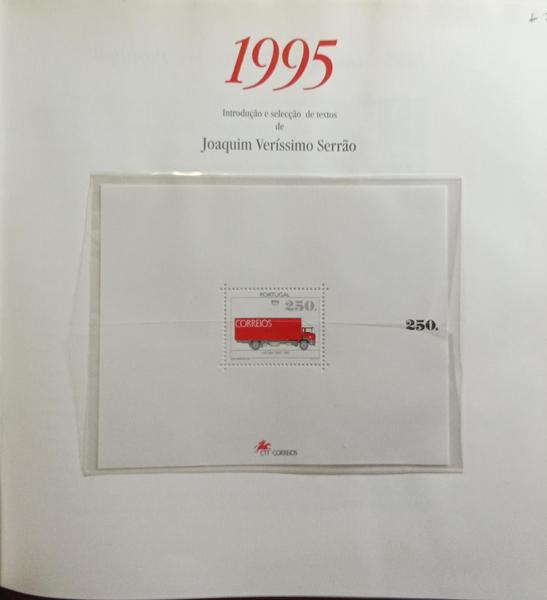 1995
Introdução e selecção de textos
de
Joaquim Veríssimo Serrão
PORTUGAL
250.
CORREIOS
250.
CTT CORREIOS